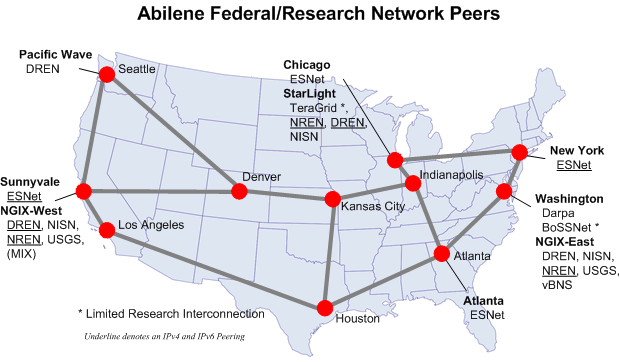 Abilene Federal/Research Network Peers
Pacific Wave
DREN
Seattle
Chicago
ESNet
StarLight
TeraGrid *,
NREN, DREN,
NISN
New York
ESNet
Indianapolis
Denver
Kansas City
Sunnyvale
ESNet
NGIX-West
DREN, NISN,
NREN, USGS,
(MIX)
Los Angeles
Washington
Darpa
BoSSNet *
NGIX-East
DREN, NISN,
NREN, USGS,
vBNS
Atlanta
Atlanta
ESNet
Houston
* Limited Research Interconnection
Underline denotes an IPv4 and IPv6 Peering